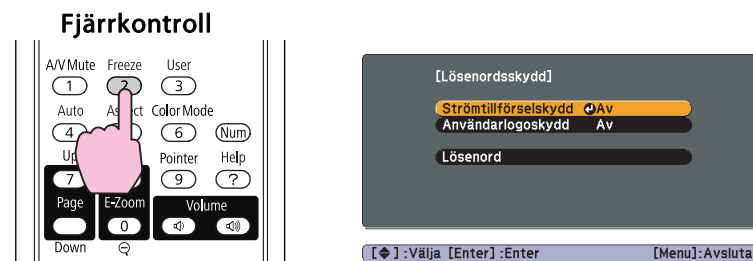 Fjärrkontroll
A/V Mute Freeze User
1 2 3
Auto Color Mode
4 6 Num
Pointer Help
7 9 ?
Page E-Zoom Volume
0
Down
[Lösenordsskydd]
Strömtillförselskydd Av
Användarlogoskydd Av
Lösenord
[ ] :Välja [Enter] :Enter [Menu]:Avsluta